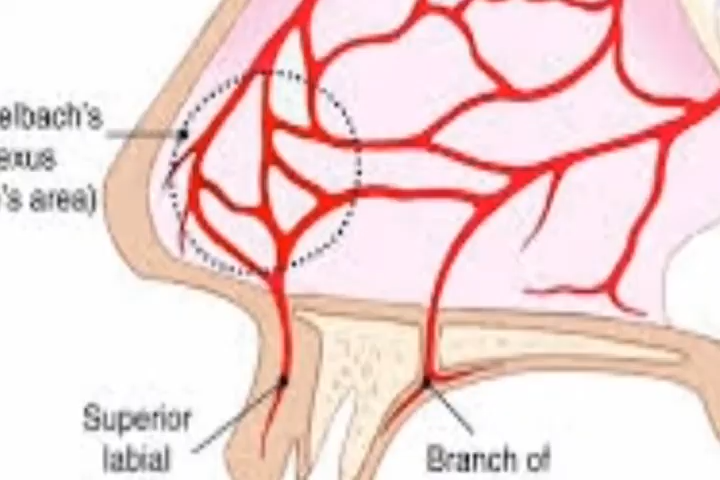 elbach's
exus
's area)
Superior
labial
Branch of